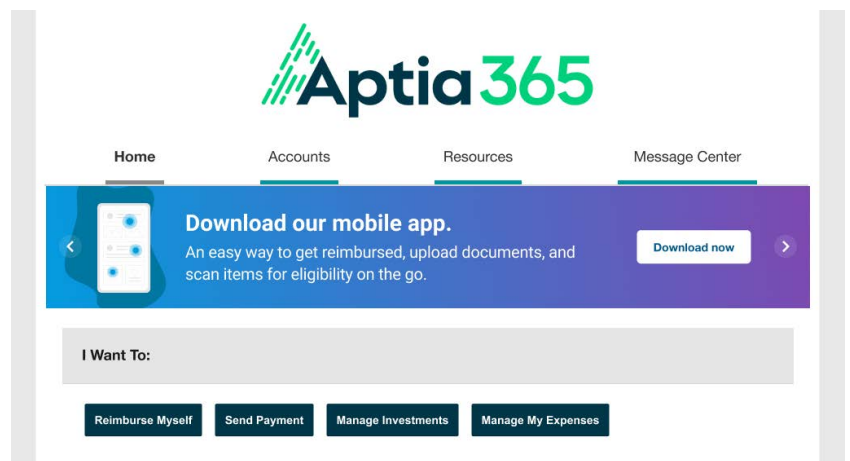 Aptia 365
Home Accounts Resources Message Center
Download our mobile app.
An easy way to get reimbursed, upload documents, and
scan items for eligibility on the go.
Download now
I Want To:
Reimburse Myself Send Payment Manage Investments Manage My Expenses